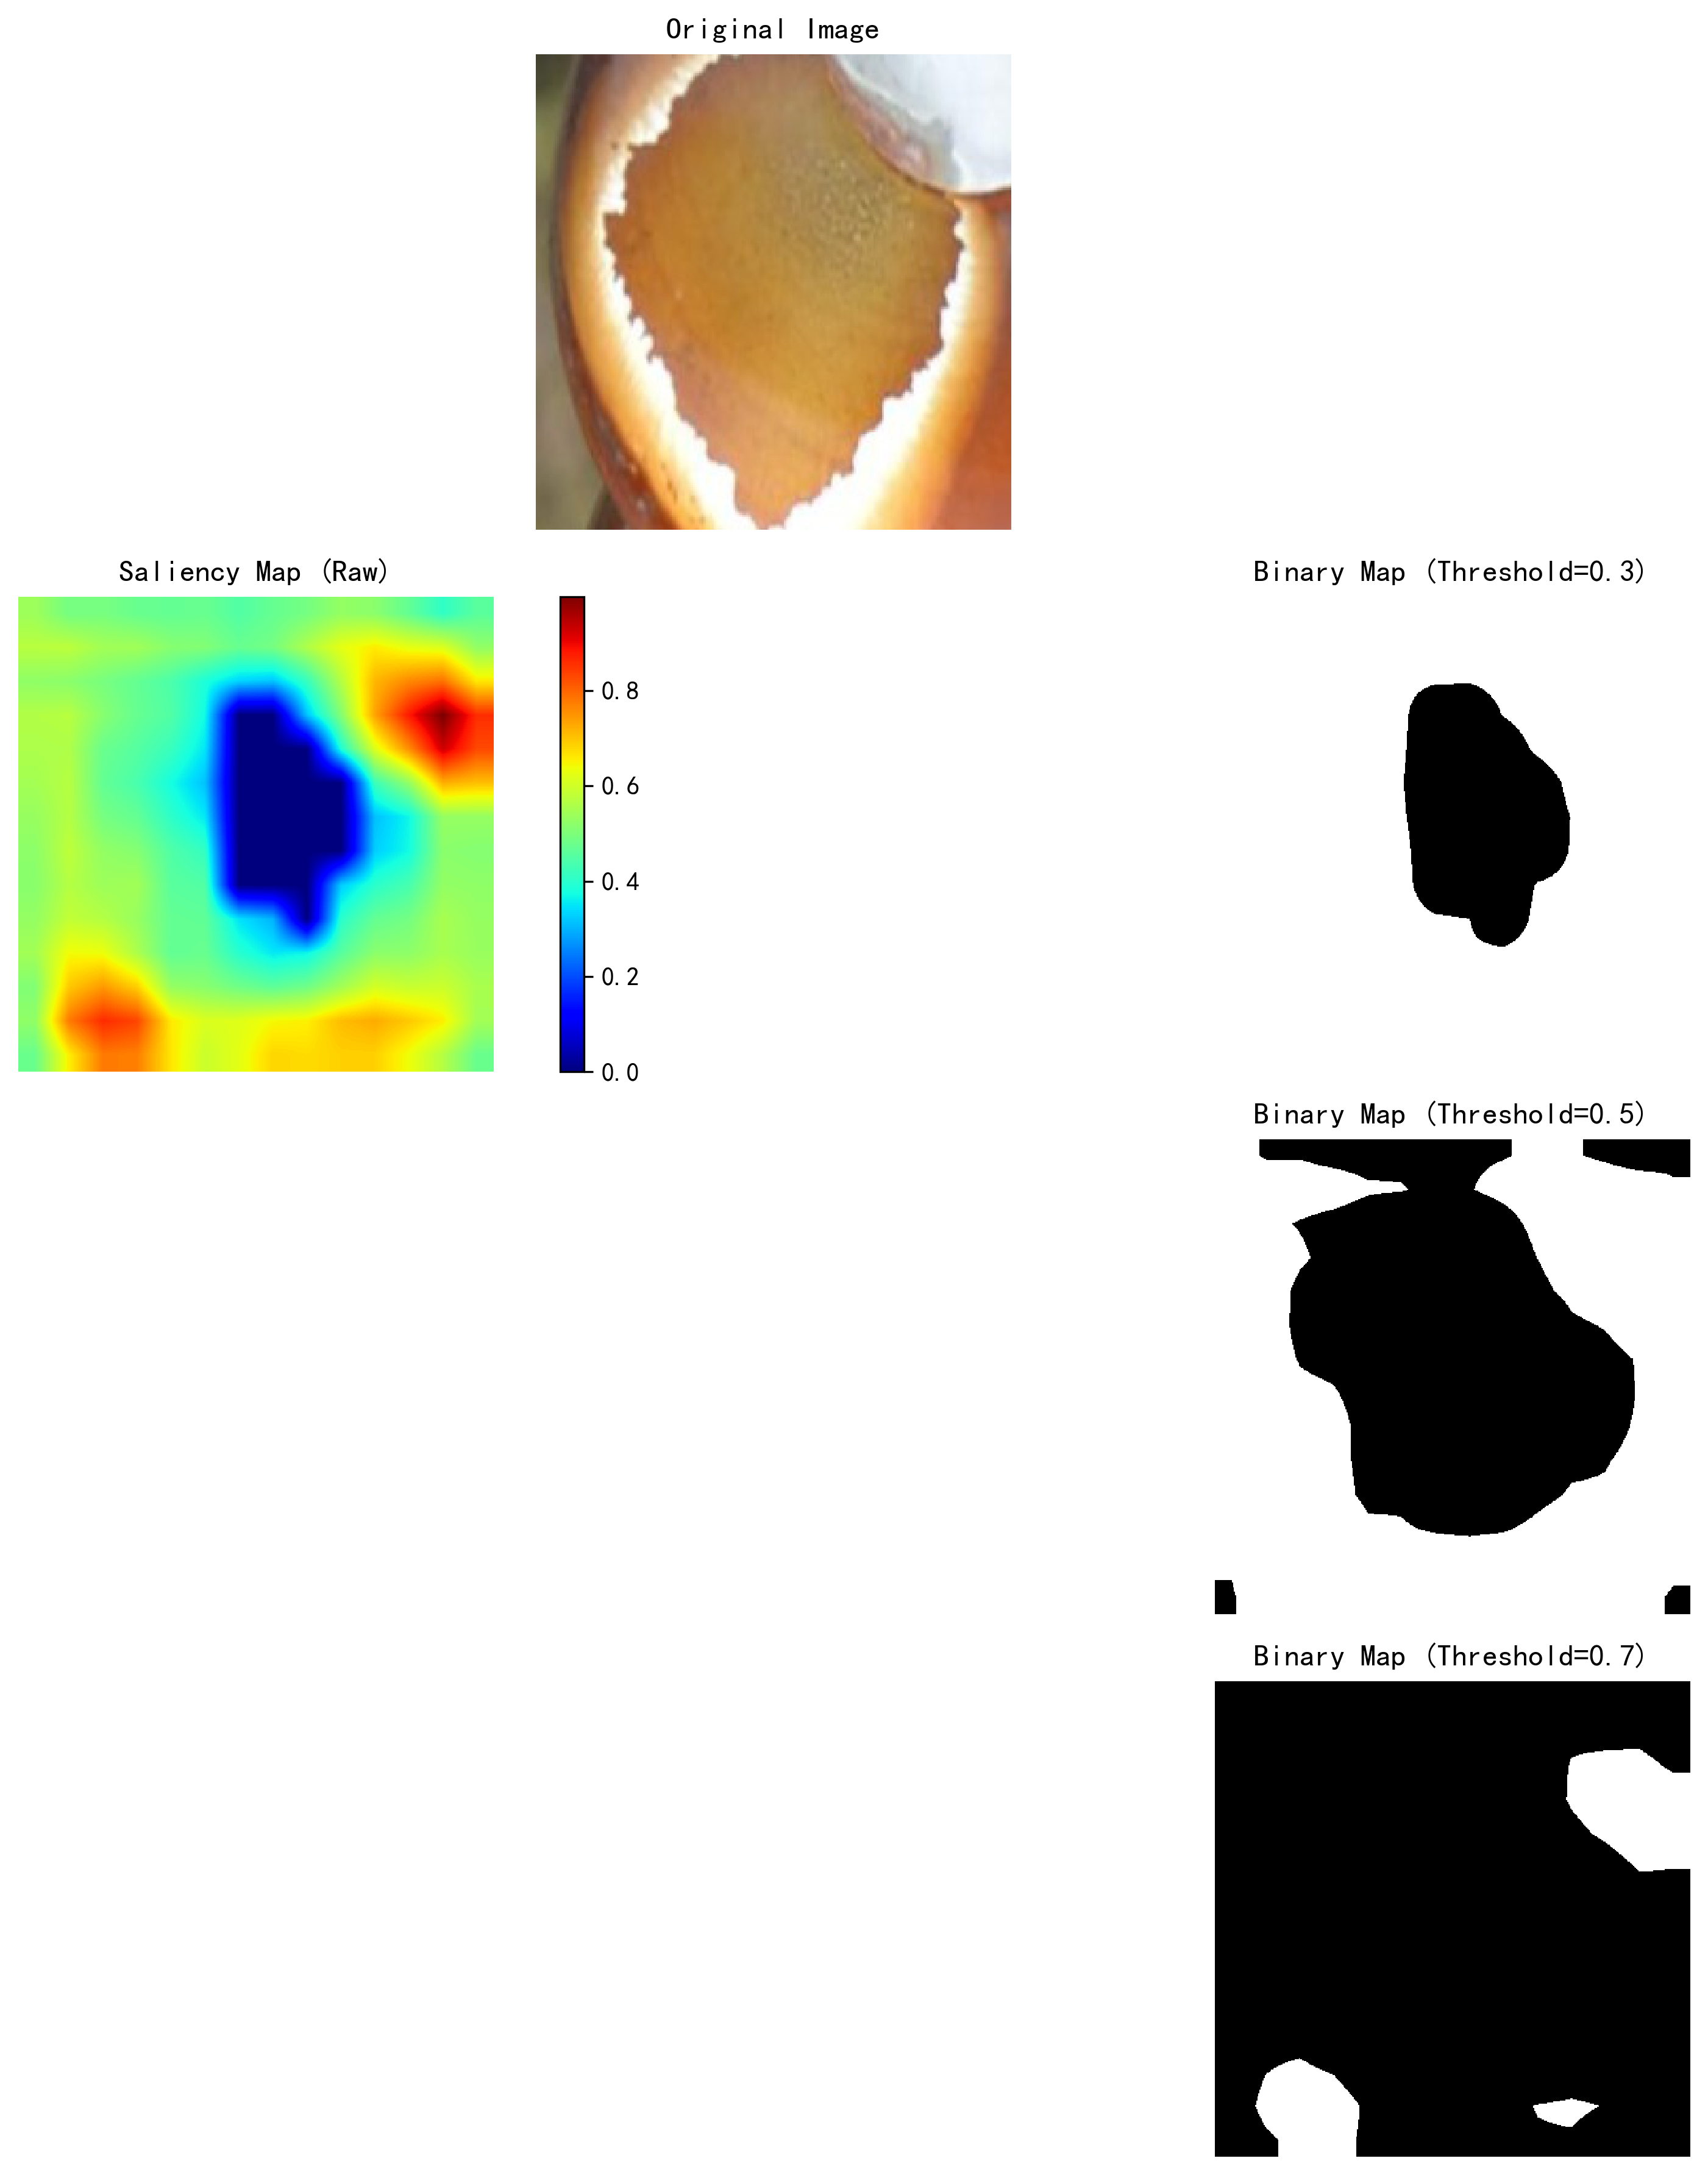 Original Image
Saliency Map (Raw)
Binary Map (Threshold=0.3)
0.8
0.6
0.4
0.2
0.0
Binary Map (Threshold=0.5)
Binary Map (Threshold=0.7)